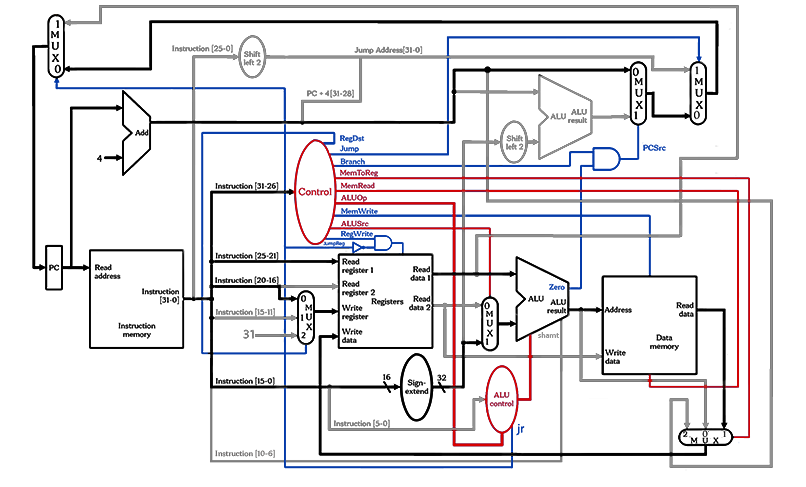 1
M
U
X
0
Instruction [25-0]
Shift
left 2
Jump Address[31-0]
PC + 4[31-28]
Add
4
ALU
ALU
result
0
M
U
X
1
1
M
U
X
0
Shift
left 2
PCSrc
RegDst
Jump
Branch
MemToReg
MemRead
ALUOp
MemWrite
ALUSrc
RegWrite
JumpReg
Control
Instruction [31-26]
Instruction [25-21]
Instruction [20-16]
Instruction [15-11]
31
0
M
U
1
X
2
PC
Read
address
Instruction
[31-0]
Instruction
memory
Read
register 1
Read
register 2
Registers
Write
register
Write
data
Read
data 1
Read
data 2
0
M
U
X
1
Zero
ALU
ALU
result
shamt
Address
Read
data
Data
memory
Write
data
Instruction [15-0]
16
Sign-
extend
32
ALU
control
Instruction [5-0]
jr
Instruction [10-6]
2 0 1
M U X